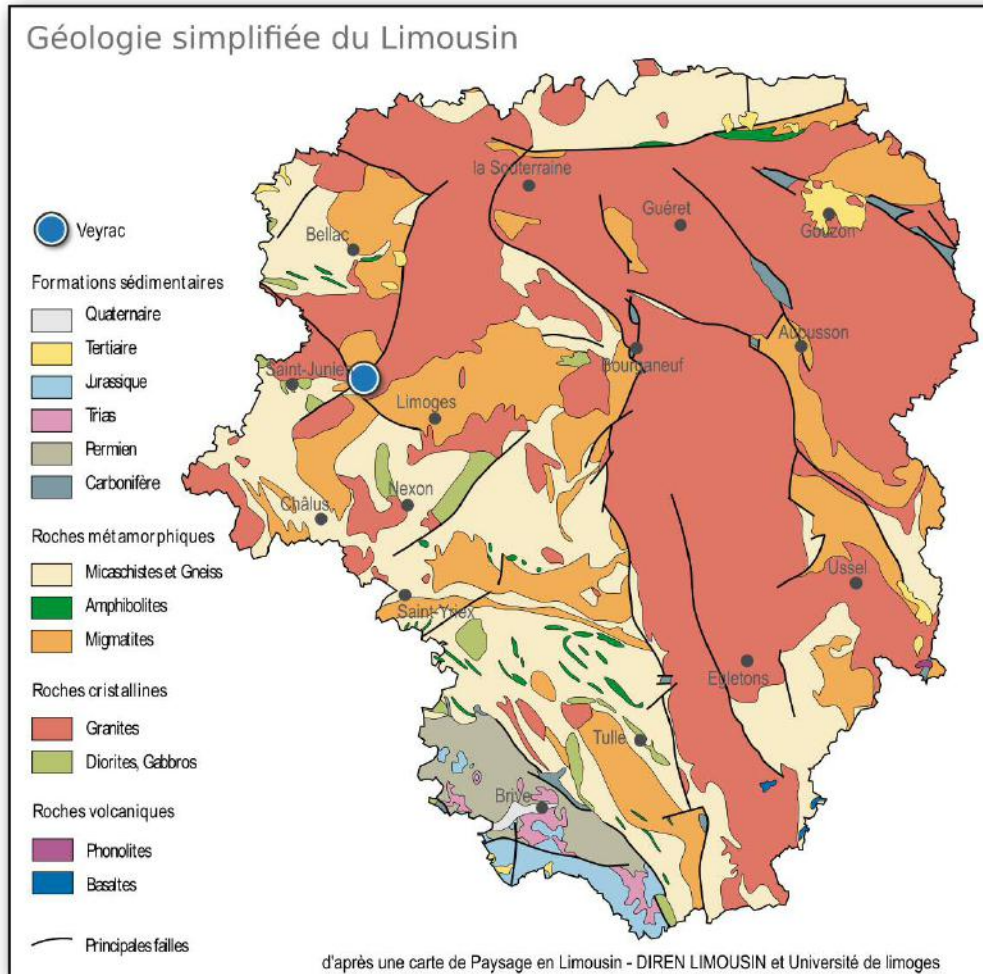 Géologie simplifiée du Limousin
Veyrac
Formations sédimentaires
Quaternaire
Tertiaire
Jurassique
Trias
Permien
Carbonifère
Roches métamorphiques
Micaschistes et Gneiss
Amphibolites
Migmatites
Roches cristallines
Granites
Diorites, Gabbros
Roches volcaniques
Phonolites
Basaltes
Principales failles
la Souterraine
Guéret
Gouzon
Bellac
Aubusson
Bourganeuf
Saint-Junien
Limoges
Nexon
Châlus
Ussel
Saint-Yriex
Egletons
Tulle
Brive
d'après une carte de Paysage en Limousin - DIREN LIMOUSIN et Université de limoges